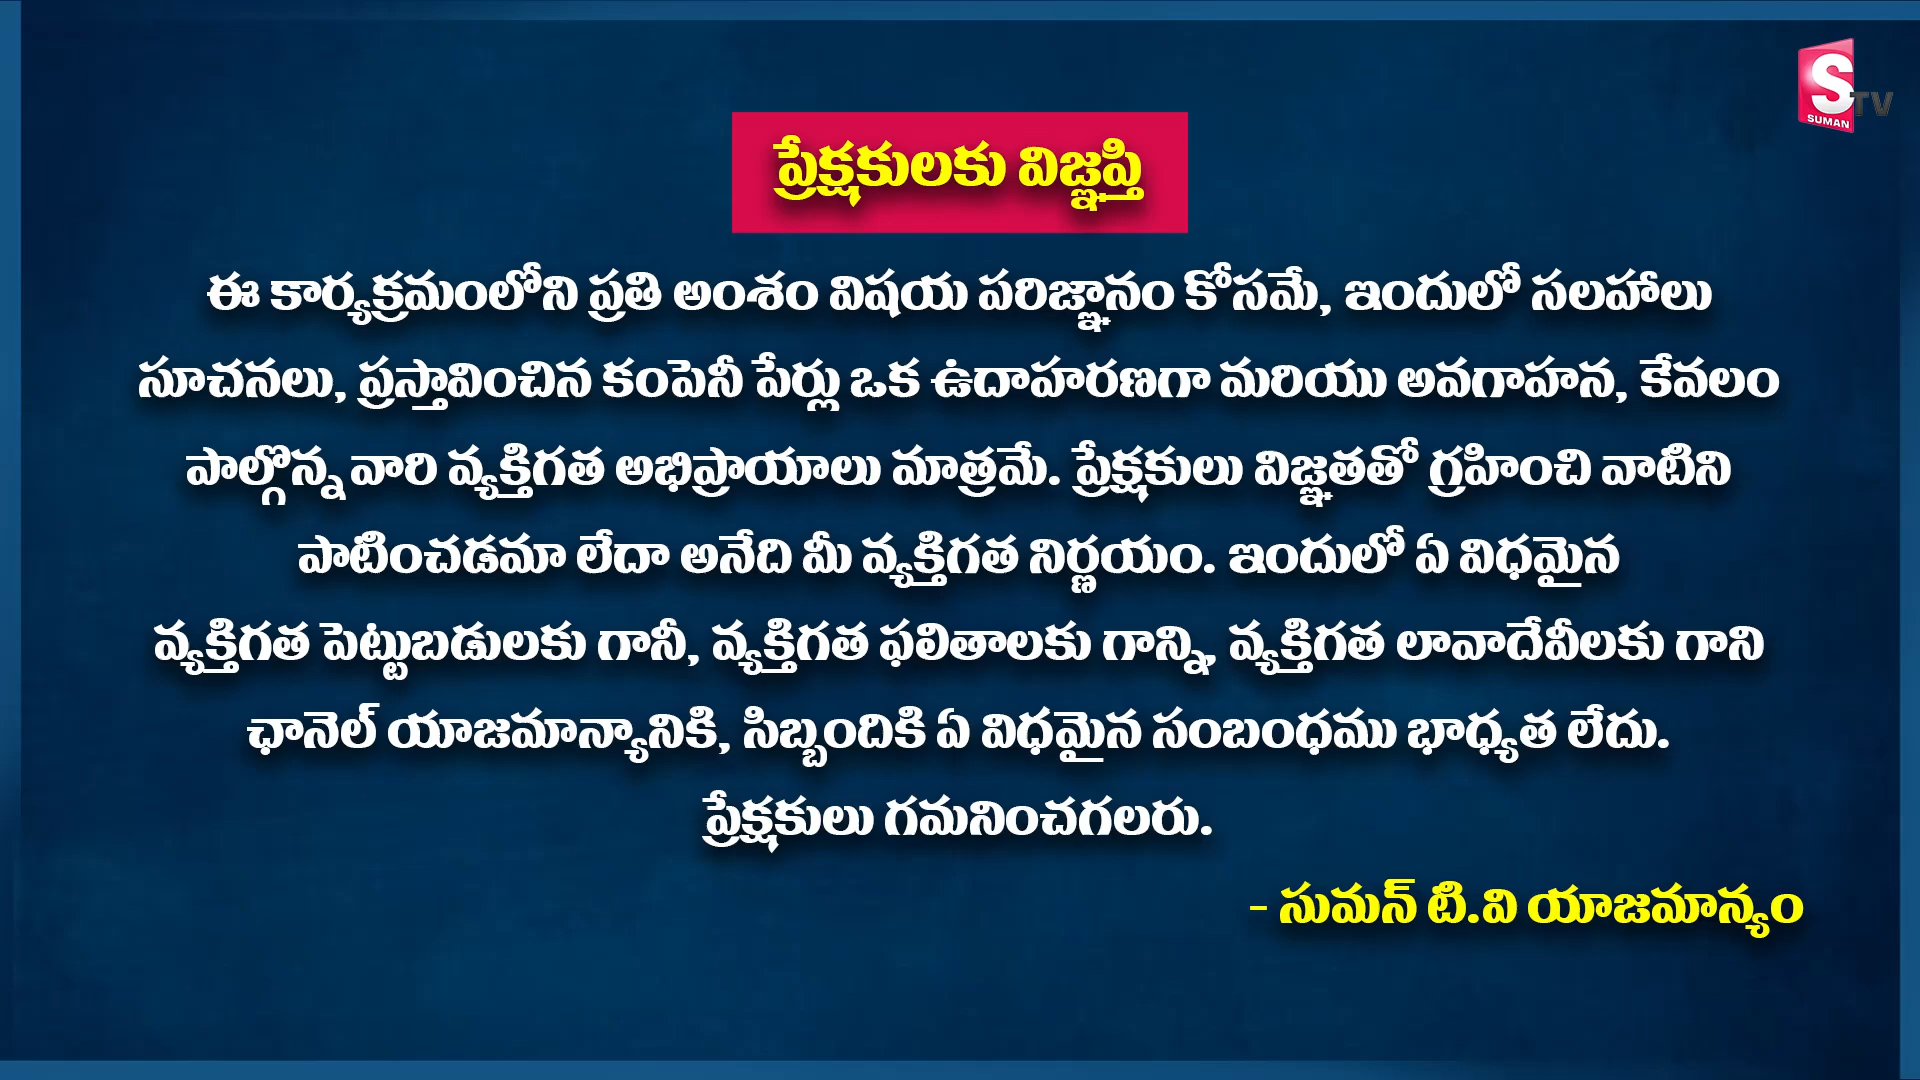 S
SUMAN
TV
ప్రేక్షకులకు విజ్ఞప్తి
ఈ కార్యక్రమంలోని ప్రతి అంశం విషయ పరిజ్ఞానం కోసమే, ఇందులో సలహాలు
సూచనలు, ప్రస్తావించిన కంపెనీ పేర్లు ఒక ఉదాహరణగా మరియు అవగాహన, కేవలం
పాల్గొన్న వారి వ్యక్తిగత అభిప్రాయాలు మాత్రమే. ప్రేక్షకులు విజ్ఞతతో గ్రహించి వాటిని
పాటించడమా లేదా అనేది మీ వ్యక్తిగత నిర్ణయం. ఇందులో ఏ విధమైన
వ్యక్తిగత పెట్టుబడులకు గానీ, వ్యక్తిగత ఫలితాలకు గాన్ని, వ్యక్తిగత లావాదేవీలకు గాని
ఛానెల్ యాజమాన్యానికి, సిబ్బందికి ఏ విధమైన సంబంధము భాధ్యత లేదు.
ప్రేక్షకులు గమనించగలరు.
- సుమన్ టి.వి యాజమాన్యం